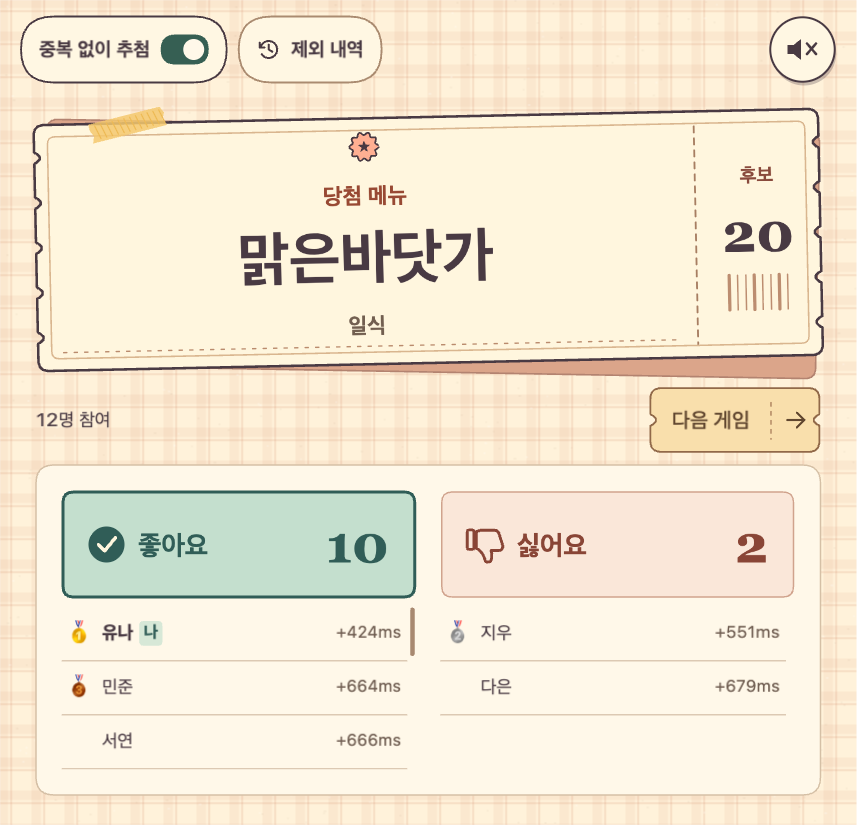 중복 없이 추첨
제외 내역
당첨 메뉴
맑은바닷가
일식
후보
20
12명 참여
다음 게임
좋아요 10
싫어요 2
1 유나 나 +424ms
2 지우 +551ms
3 민준 +664ms
다은 +679ms
서연 +666ms